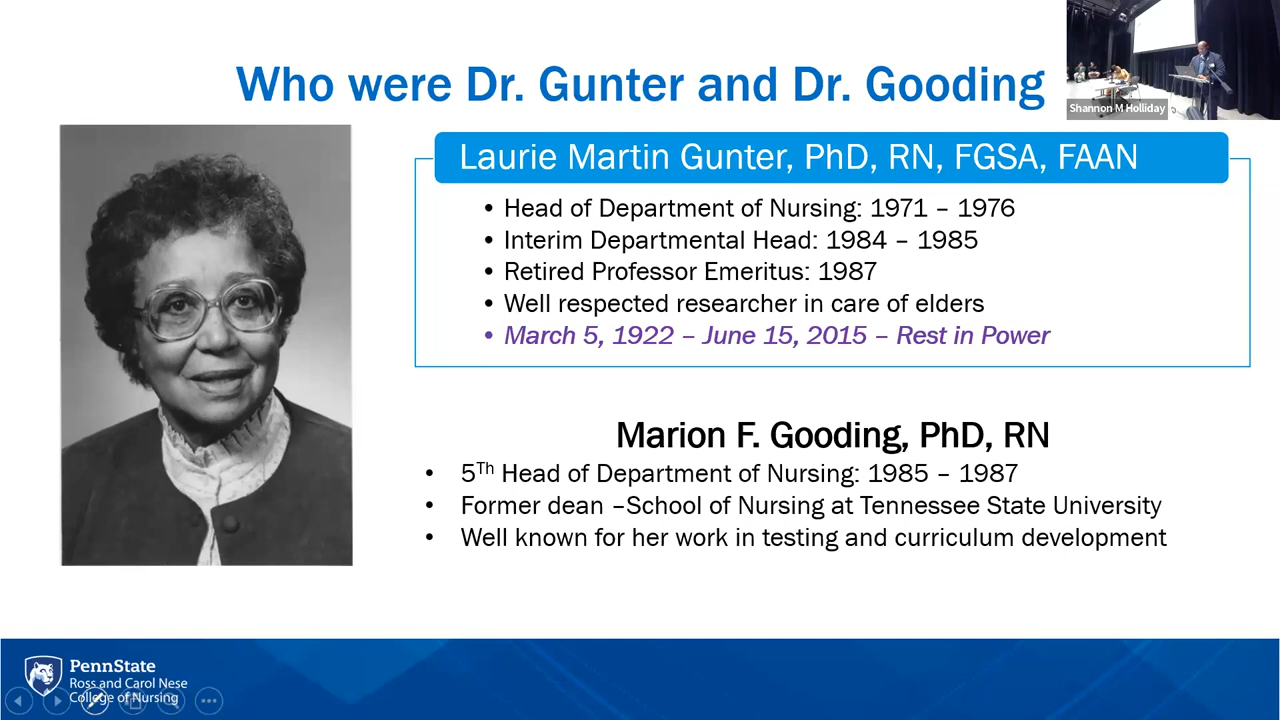 Who were Dr. Gunter and Dr. Gooding
Shannon M Holliday
Laurie Martin Gunter, PhD, RN, FGSA, FAAN
• Head of Department of Nursing: 1971 – 1976
• Interim Departmental Head: 1984 – 1985
• Retired Professor Emeritus: 1987
• Well respected researcher in care of elders
• March 5, 1922 – June 15, 2015 – Rest in Power
Marion F. Gooding, PhD, RN
• 5Th Head of Department of Nursing: 1985 – 1987
• Former dean –School of Nursing at Tennessee State University
• Well known for her work in testing and curriculum development
PennState
Ross and Carol Nese
College of Nursing